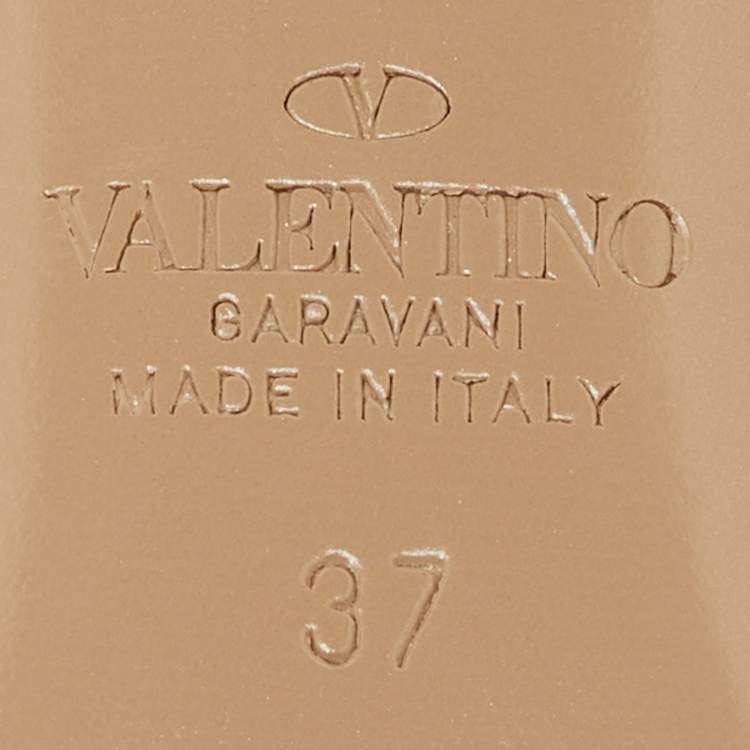 V
VALENTINO
GARAVANI
MADE IN ITALY
37